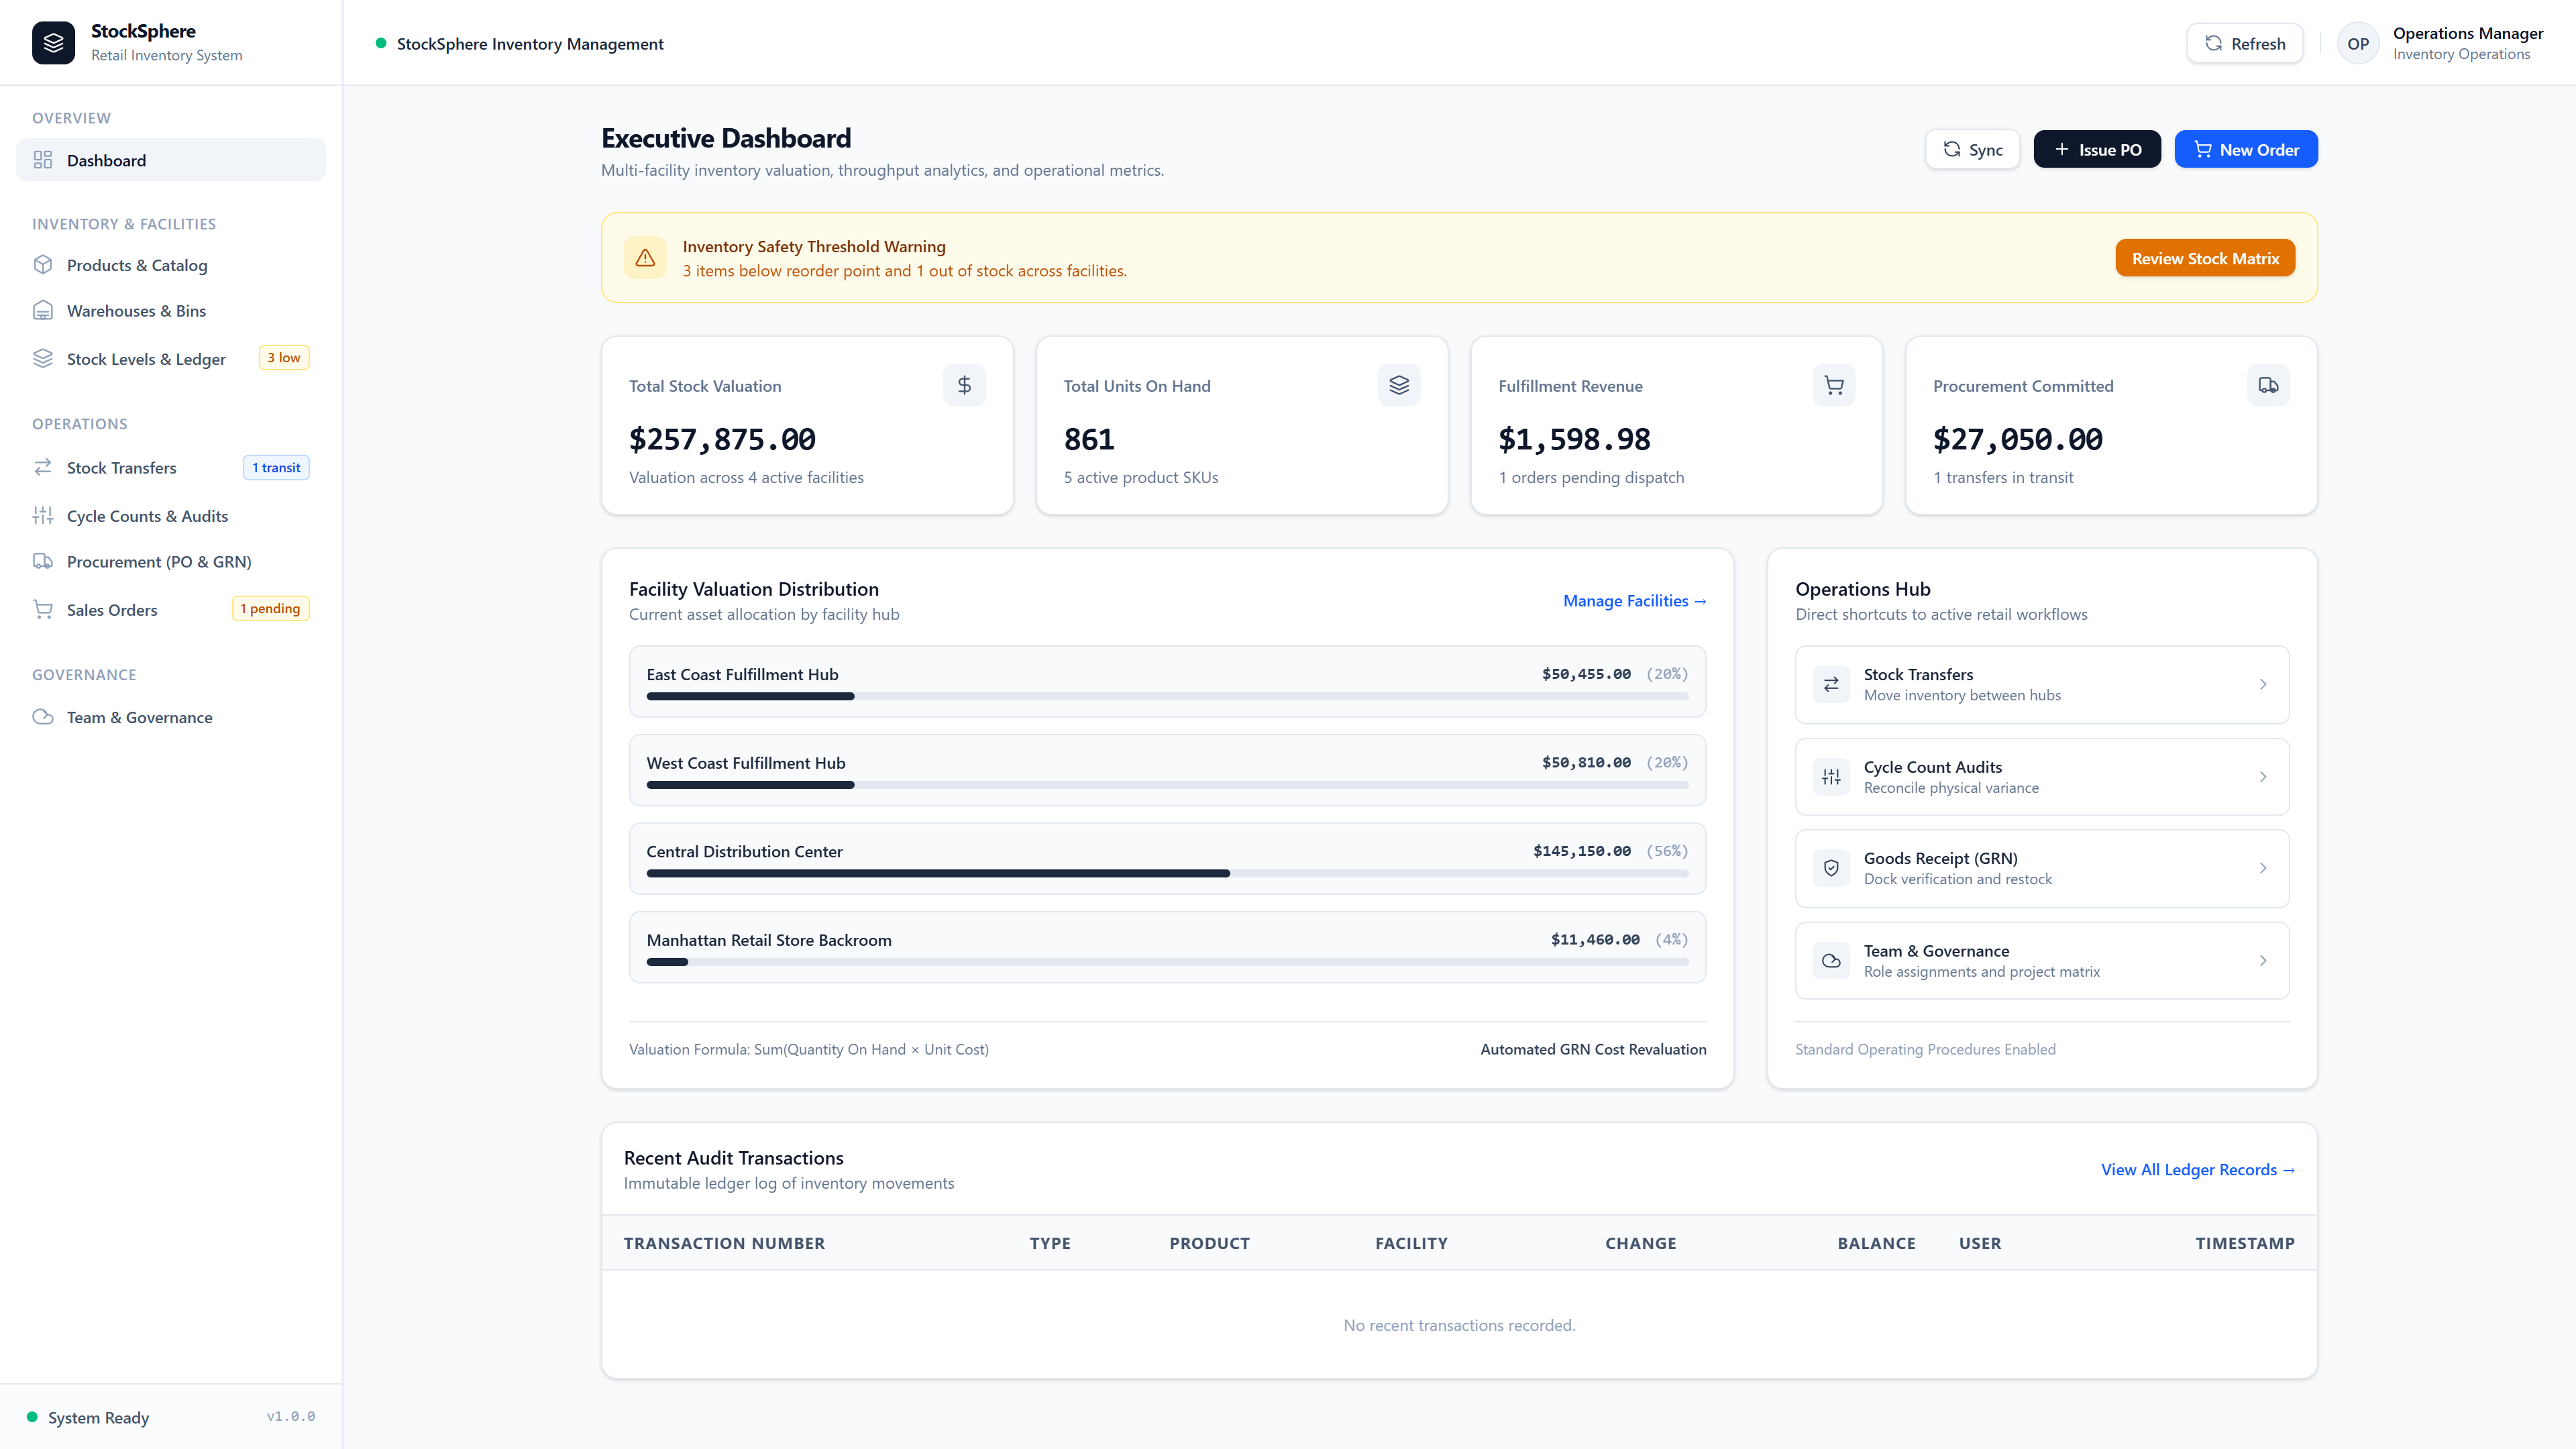 StockSphere
Retail Inventory System
StockSphere Inventory Management
Refresh
OP
Operations Manager
Inventory Operations
OVERVIEW
Dashboard
INVENTORY & FACILITIES
Products & Catalog
Warehouses & Bins
Stock Levels & Ledger
3 low
OPERATIONS
Stock Transfers
1 transit
Cycle Counts & Audits
Procurement (PO & GRN)
Sales Orders
1 pending
GOVERNANCE
Team & Governance
System Ready
v1.0.0
Executive Dashboard
Multi-facility inventory valuation, throughput analytics, and operational metrics.
Sync
+ Issue PO
New Order
Inventory Safety Threshold Warning
3 items below reorder point and 1 out of stock across facilities.
Review Stock Matrix
Total Stock Valuation
$257,875.00
Valuation across 4 active facilities
Total Units On Hand
861
5 active product SKUs
Fulfillment Revenue
$1,598.98
1 orders pending dispatch
Procurement Committed
$27,050.00
1 transfers in transit
Facility Valuation Distribution
Current asset allocation by facility hub
Manage Facilities →
East Coast Fulfillment Hub
$50,455.00 (20%)
West Coast Fulfillment Hub
$50,810.00 (20%)
Central Distribution Center
$145,150.00 (56%)
Manhattan Retail Store Backroom
$11,460.00 (4%)
Valuation Formula: Sum(Quantity On Hand × Unit Cost)
Automated GRN Cost Revaluation
Operations Hub
Direct shortcuts to active retail workflows
Stock Transfers
Move inventory between hubs
Cycle Count Audits
Reconcile physical variance
Goods Receipt (GRN)
Dock verification and restock
Team & Governance
Role assignments and project matrix
Standard Operating Procedures Enabled
Recent Audit Transactions
Immutable ledger log of inventory movements
View All Ledger Records →
TRANSACTION NUMBER TYPE PRODUCT FACILITY CHANGE BALANCE USER TIMESTAMP
No recent transactions recorded.